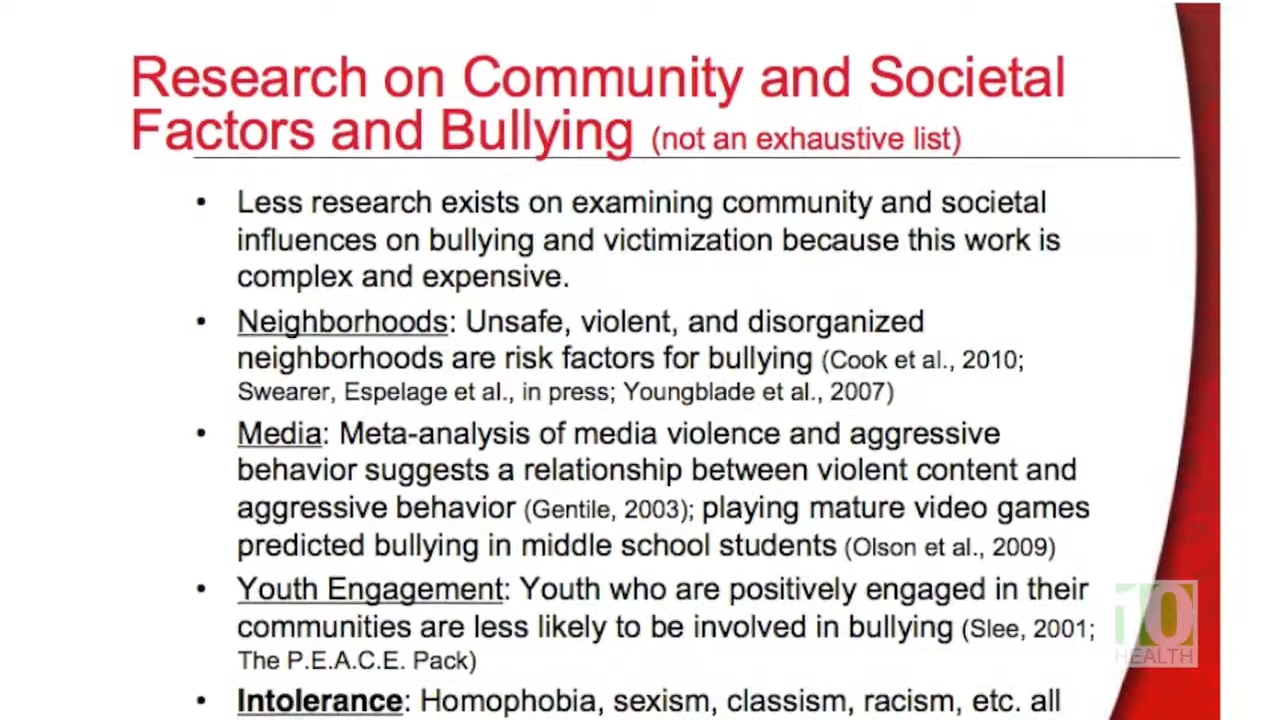 Research on Community and Societal
Factors and Bullying (not an exhaustive list)
• Less research exists on examining community and societal
influences on bullying and victimization because this work is
complex and expensive.
• Neighborhoods: Unsafe, violent, and disorganized
neighborhoods are risk factors for bullying (Cook et al., 2010;
Swearer, Espelage et al., in press; Youngblade et al., 2007)
• Media: Meta-analysis of media violence and aggressive
behavior suggests a relationship between violent content and
aggressive behavior (Gentile, 2003); playing mature video games
predicted bullying in middle school students (Olson et al., 2009)
• Youth Engagement: Youth who are positively engaged in their
communities are less likely to be involved in bullying (Slee, 2001;
The P.E.A.C.E. Pack)
• Intolerance: Homophobia, sexism, classism, racism, etc. all
10
HEALTH